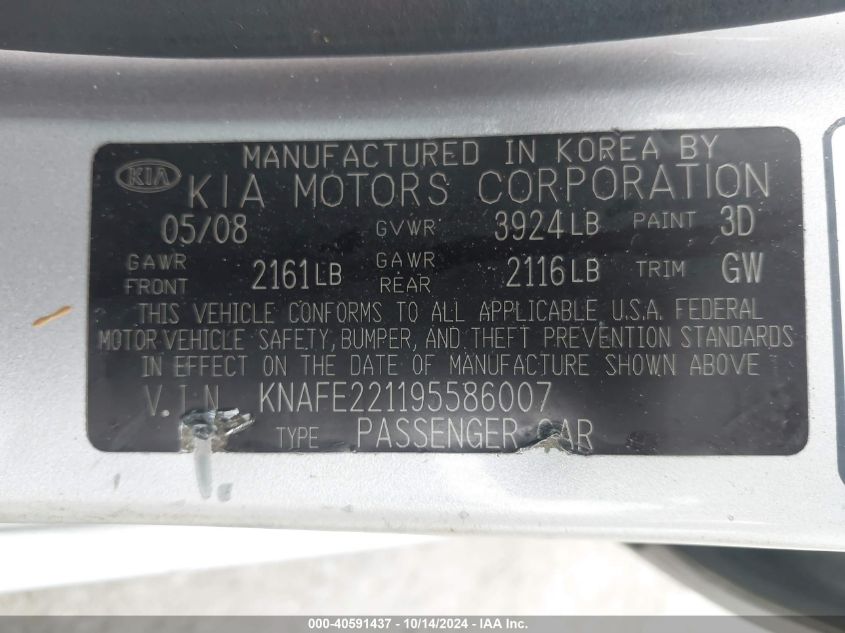 MANUFACTURED IN KOREA BY
KIA KIA MOTORS CORPORATION
05/08 GVWR 3924LB PAINT 3D
GAWR FRONT 2161LB GAWR REAR 2116LB TRIM GW
THIS VEHICLE CONFORMS TO ALL APPLICABLE U.S.A. FEDERAL
MOTOR VEHICLE SAFETY, BUMPER, AND THEFT PREVENTION STANDARDS
IN EFFECT ON THE DATE OF MANUFACTURE SHOWN ABOVE
V.I.N. KNAFE221195586007
TYPE PASSENGER CAR
000-40591437 | 10/14/2024 - IAA Inc.